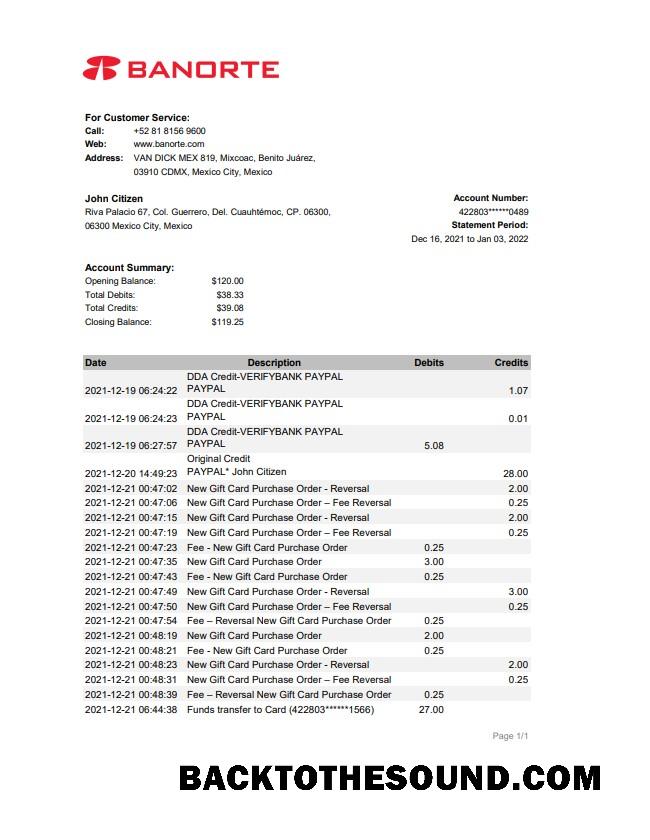 BANORTE
For Customer Service:
Call: +52 81 8156 9600
Web: www.banorte.com
Address: VAN DICK MEX 819, Mixcoac, Benito Juárez,
03910 CDMX, Mexico City, Mexico
John Citizen
Riva Palacio 67, Col. Guerrero, Del. Cuauhtémoc, CP. 06300,
06300 Mexico City, Mexico
Account Number:
422803******0489
Statement Period:
Dec 16, 2021 to Jan 03, 2022
Account Summary:
Opening Balance: $120.00
Total Debits: $38.33
Total Credits: $39.08
Closing Balance: $119.25
Date Description Debits Credits
DDA Credit-VERIFYBANK PAYPAL
2021-12-19 06:24:22 PAYPAL 1.07
DDA Credit-VERIFYBANK PAYPAL
2021-12-19 06:24:23 PAYPAL 0.01
DDA Credit-VERIFYBANK PAYPAL
2021-12-19 06:27:57 PAYPAL 5.08
Original Credit
2021-12-20 14:49:23 PAYPAL* John Citizen 28.00
2021-12-21 00:47:02 New Gift Card Purchase Order - Reversal 2.00
2021-12-21 00:47:06 New Gift Card Purchase Order – Fee Reversal 0.25
2021-12-21 00:47:15 New Gift Card Purchase Order - Reversal 2.00
2021-12-21 00:47:19 New Gift Card Purchase Order – Fee Reversal 0.25
2021-12-21 00:47:23 Fee - New Gift Card Purchase Order 0.25
2021-12-21 00:47:35 New Gift Card Purchase Order 3.00
2021-12-21 00:47:43 Fee - New Gift Card Purchase Order 0.25
2021-12-21 00:47:49 New Gift Card Purchase Order - Reversal 3.00
2021-12-21 00:47:50 New Gift Card Purchase Order – Fee Reversal 0.25
2021-12-21 00:47:54 Fee – Reversal New Gift Card Purchase Order 0.25
2021-12-21 00:48:19 New Gift Card Purchase Order 2.00
2021-12-21 00:48:21 Fee - New Gift Card Purchase Order 0.25
2021-12-21 00:48:23 New Gift Card Purchase Order - Reversal 2.00
2021-12-21 00:48:31 New Gift Card Purchase Order – Fee Reversal 0.25
2021-12-21 00:48:39 Fee – Reversal New Gift Card Purchase Order 0.25
2021-12-21 06:44:38 Funds transfer to Card (422803******1566) 27.00
Page 1/1
BACKTOTHESOUND.COM